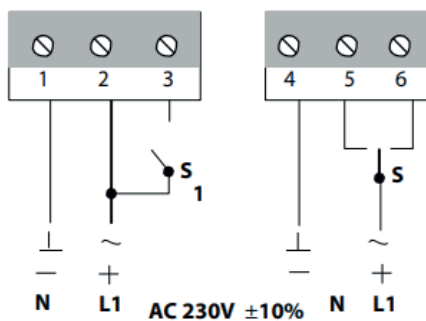 1 2 3 4 5 6
S S
1
~ ~
− + − +
N L1 AC 230V ±10% N L1